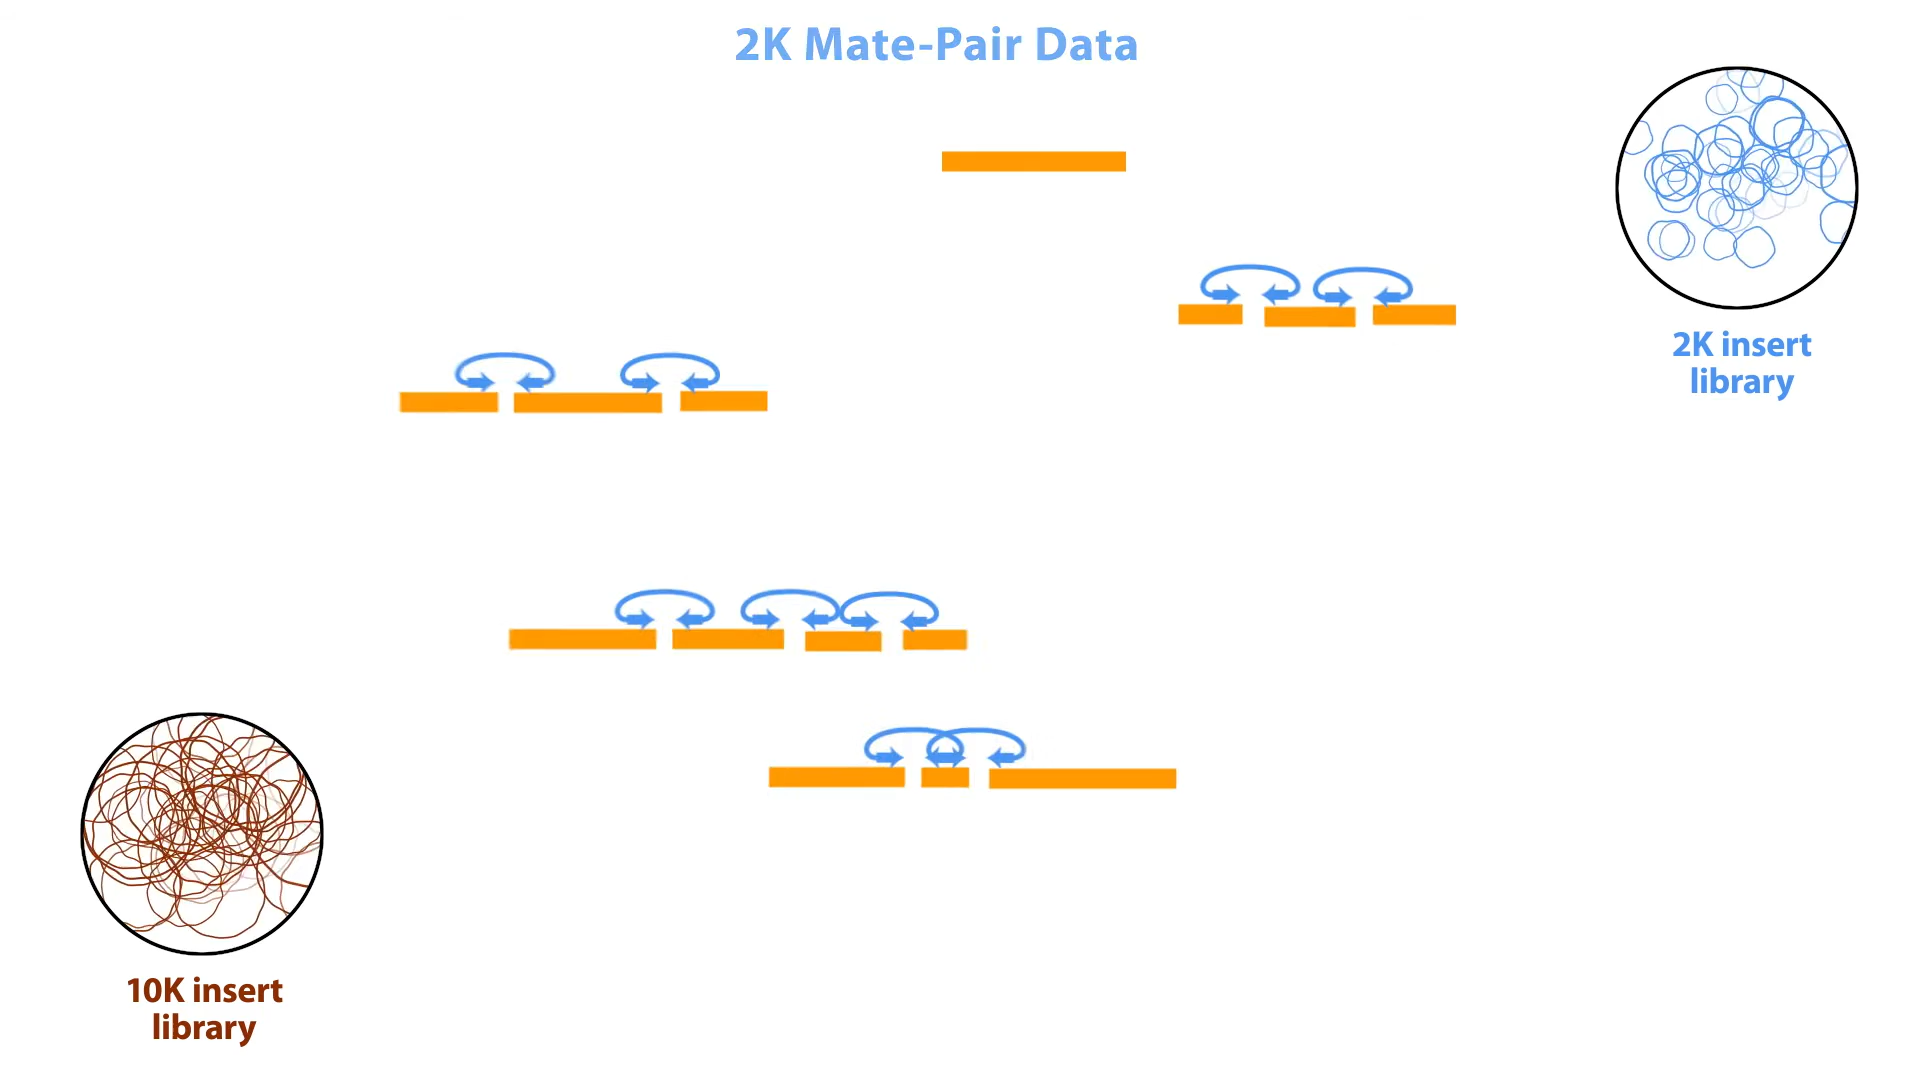 2K Mate-Pair Data
2K insert
library
10K insert
library